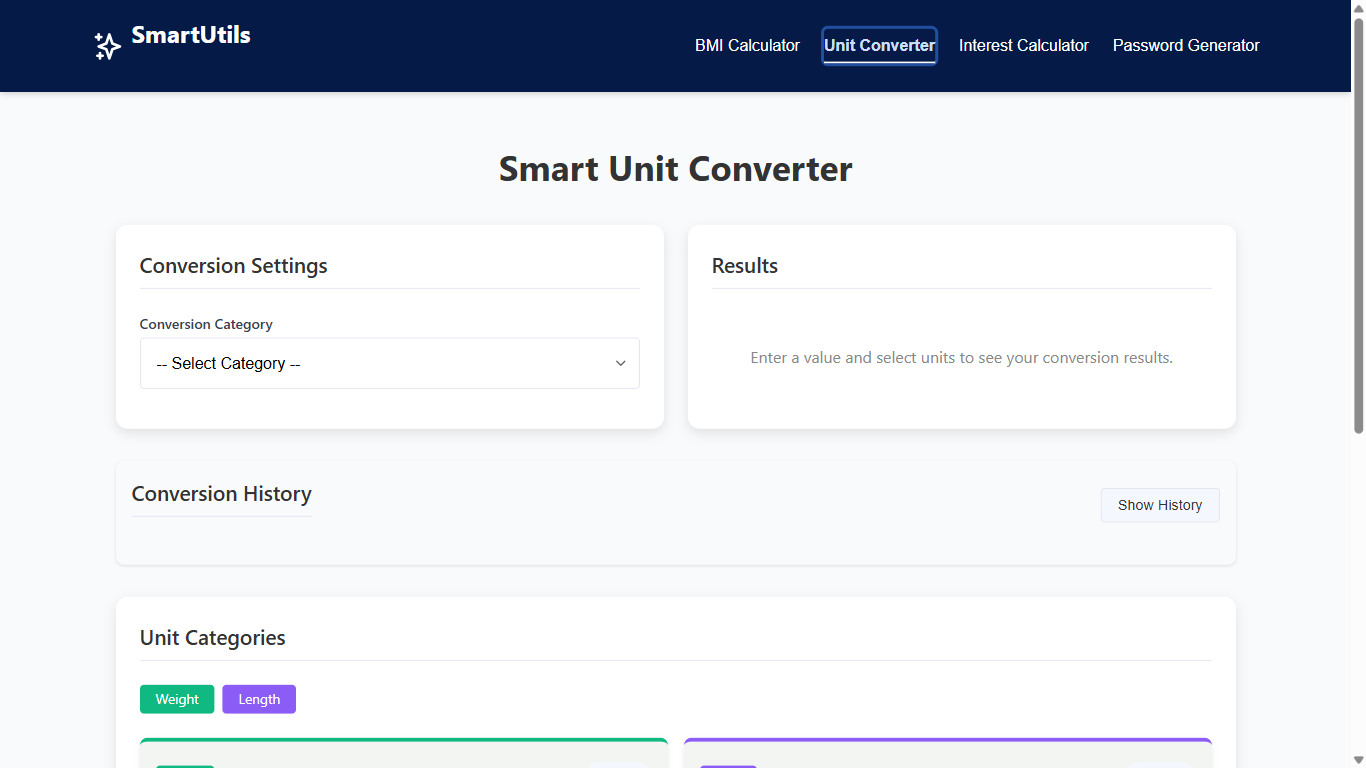 SmartUtils
BMI Calculator
Unit Converter
Interest Calculator
Password Generator
Smart Unit Converter
Conversion Settings
Conversion Category
-- Select Category --
Results
Enter a value and select units to see your conversion results.
Conversion History
Show History
Unit Categories
Weight
Length